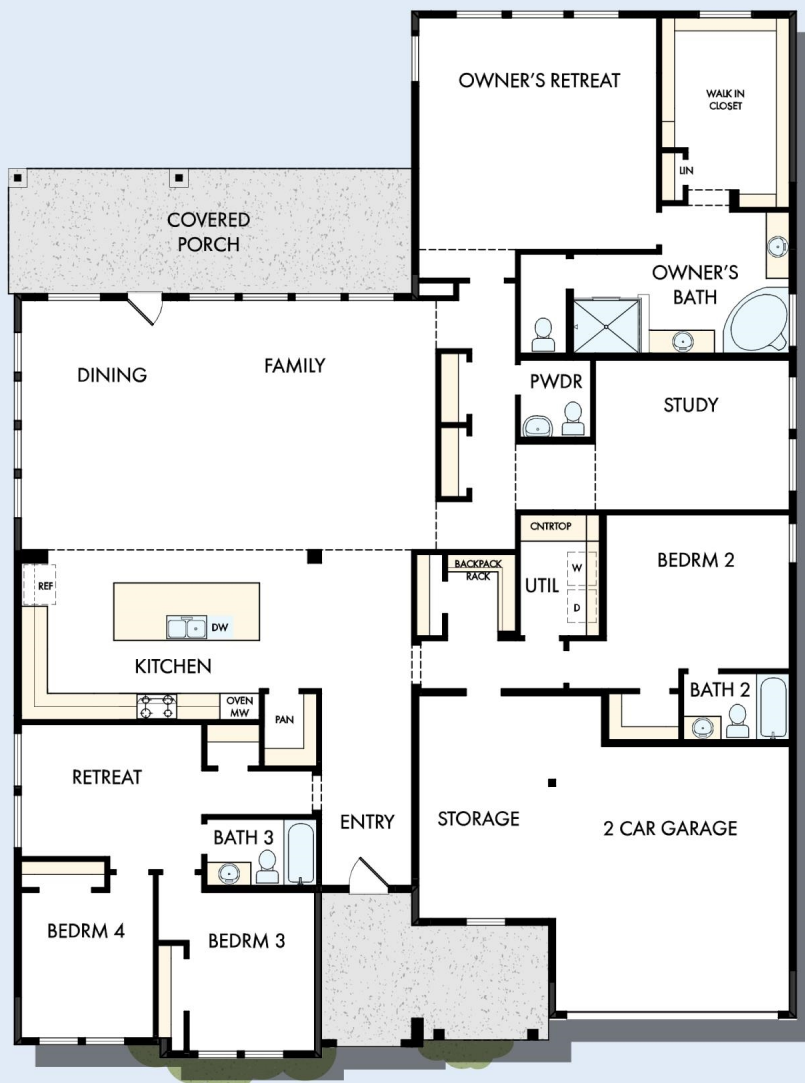 OWNER'S RETREAT
WALK IN
CLOSET
LIN
COVERED
PORCH
OWNER'S
BATH
DINING
FAMILY
PWDR
STUDY
CNTRTOP
BACKPACK
RACK
W
BEDRM 2
REF
UTIL
D
DW
KITCHEN
BATH 2
OVEN
MW
PAN
RETREAT
ENTRY
STORAGE
2 CAR GARAGE
BATH 3
BEDRM 4
BEDRM 3